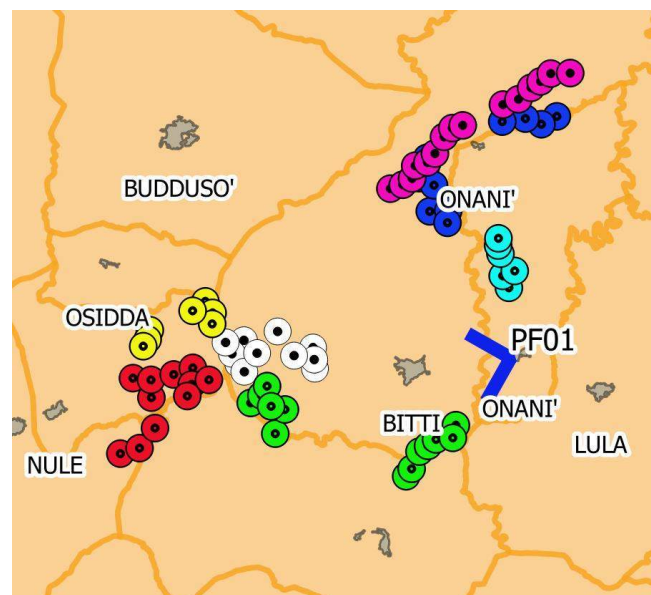 BUDDUSO'
ONANI'
OSIDDA
PF01
ONANI'
BITTI
LULA
NULE